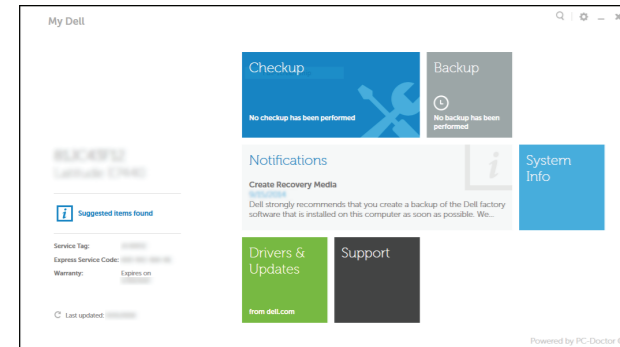 My Dell
Checkup
No checkup has been performed
Backup
No backup has been
performed
Notifications
Create Recovery Media
Dell strongly recommends that you create a backup of the Dell factory
software that is installed on this computer as soon as possible. We...
System
Info
Suggested items found
Service Tag:
Express Service Code:
Warranty: Expires on
Last updated:
Drivers &
Updates
from dell.com
Support
Powered by PC-Doctor